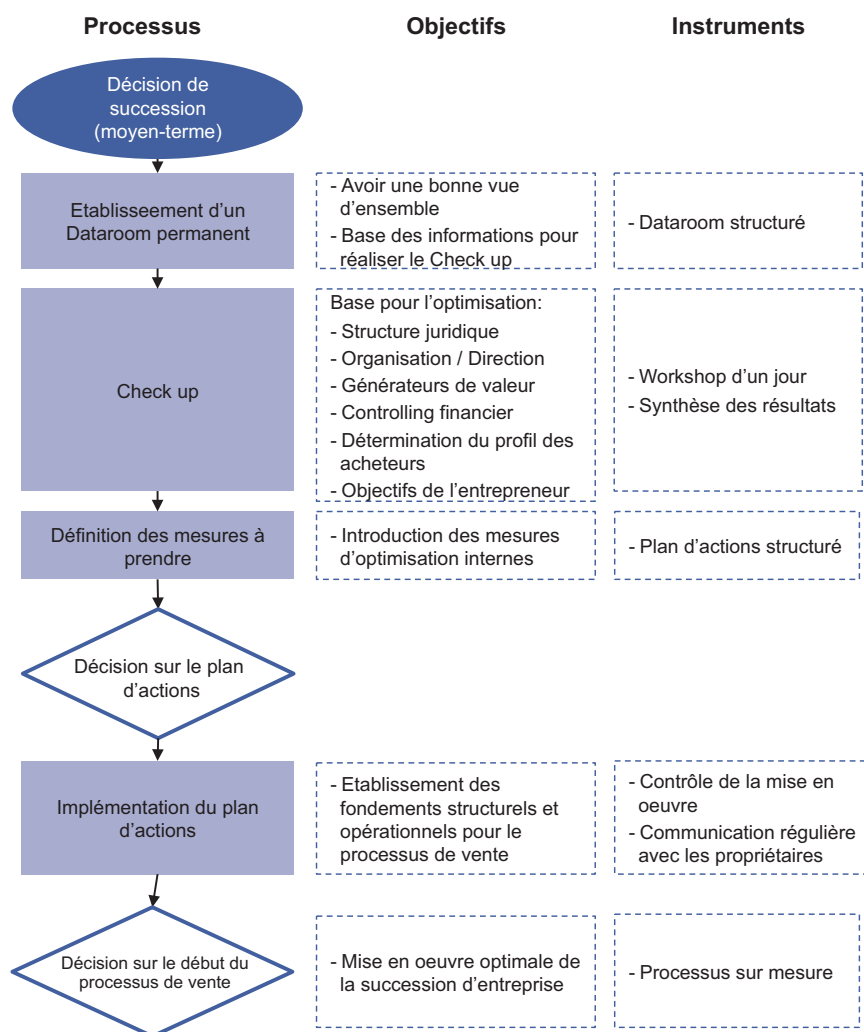 Processus
Objectifs
Instruments
Décision de
succession
(moyen-terme)
Etablisseement d'un
Dataroom permanent
- Avoir une bonne vue
d'ensemble
- Base des informations pour
réaliser le Check up
- Dataroom structuré
Check up
Base pour l'optimisation:
- Structure juridique
- Organisation / Direction
- Générateurs de valeur
- Controlling financier
- Détermination du profil des
acheteurs
- Objectifs de l'entrepreneur
- Workshop d'un jour
- Synthèse des résultats
Définition des mesures à
prendre
- Introduction des mesures
d'optimisation internes
- Plan d'actions structuré
Décision sur le plan
d'actions
Implémentation du plan
d'actions
- Etablissement des
fondements structurels et
opérationnels pour le
processus de vente
- Contrôle de la mise en
oeuvre
- Communication régulière
avec les propriétaires
Décision sur le début du
processus de vente
- Mise en oeuvre optimale de
la succession d'entreprise
- Processus sur mesure